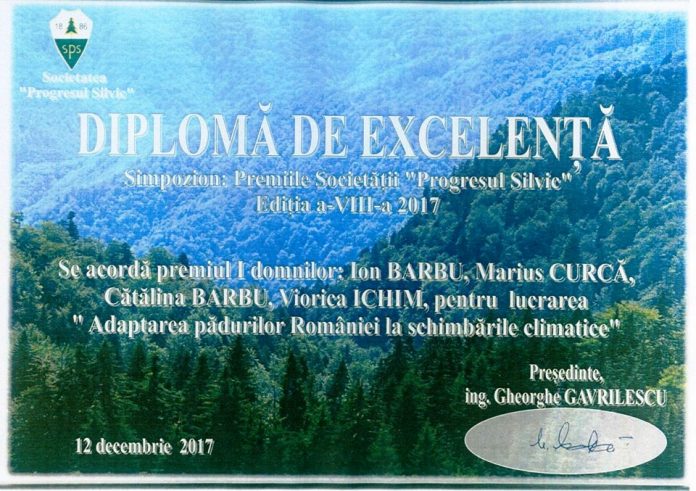 18 86
sps
Societatea
"Progresul Silvic"
DIPLOMĂ DE EXCELENȚĂ
Simpozion: Premiile Societății "Progresul Silvic"
Ediția a-VIII-a 2017
Se acordă premiul I domnilor: Ion BARBU, Marius CURCĂ,
Cătălina BARBU, Viorica ICHIM, pentru lucrarea
" Adaptarea pădurilor României la schimbările climatice"
Președinte,
ing. Gheorghe GAVRILESCU
12 decembrie 2017